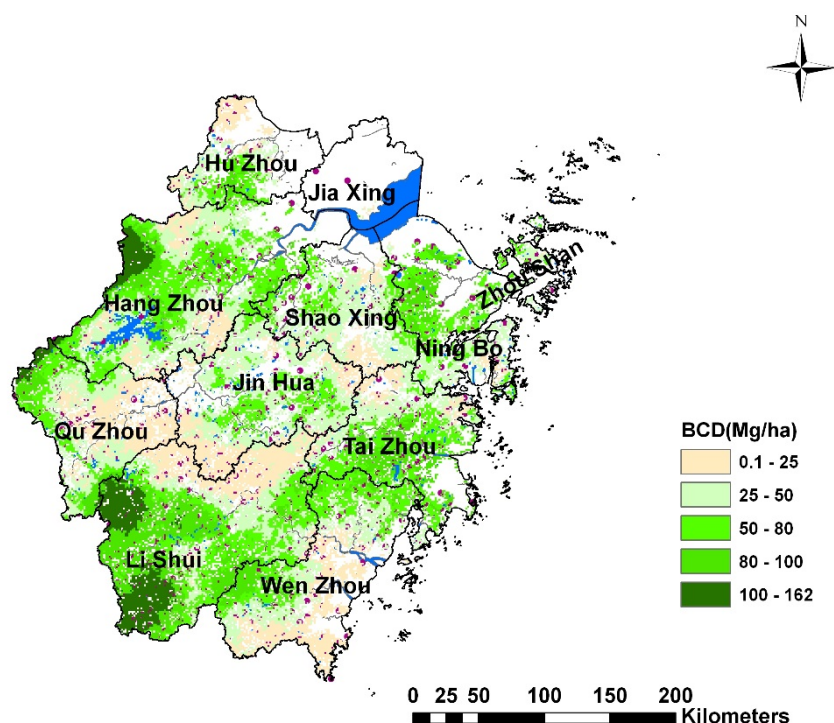 N
Hu Zhou
Jia Xing
Zhou Shan
Hang Zhou
Shao Xing
Ning Bo
Jin Hua
Qu Zhou
Tai Zhou
Li Shui
Wen Zhou
BCD(Mg/ha)
0.1 - 25
25 - 50
50 - 80
80 - 100
100 - 162
0 25 50 100 150 200
Kilometers